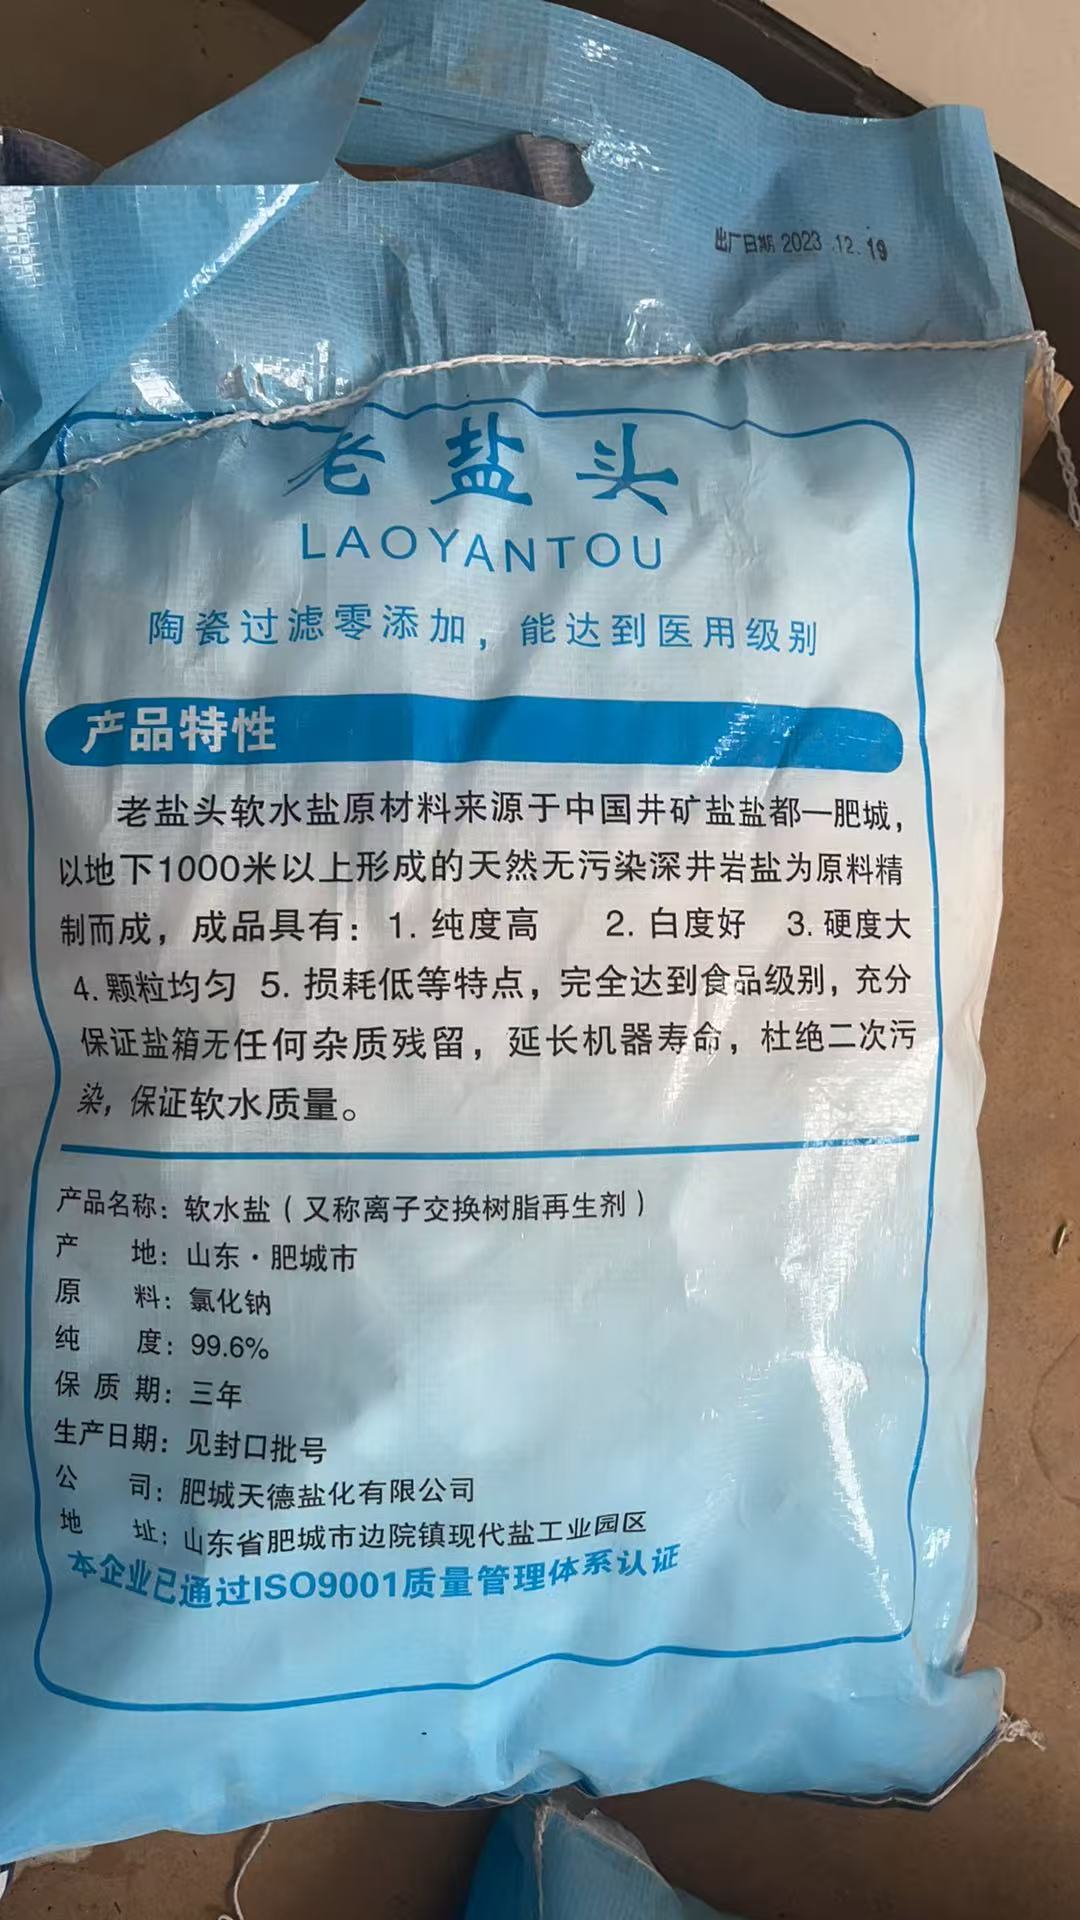 出厂日期 2023.12.19
老盐头
LAOYANTOU
陶瓷过滤零添加，能达到医用级别
产品特性
老盐头软水盐原材料来源于中国井矿盐盐都一肥城，
以地下1000米以上形成的天然无污染深井岩盐为原料精
制而成，成品具有：1. 纯度高 2. 白度好 3. 硬度大
4. 颗粒均匀 5. 损耗低等特点，完全达到食品级别，充分
保证盐箱无任何杂质残留，延长机器寿命，杜绝二次污
染，保证软水质量。
产品名称：软水盐（又称离子交换树脂再生剂）
产 地：山东·肥城市
原 料：氯化钠
纯 度：99.6%
保 质 期：三年
生产日期：见封口批号
公 司：肥城天德盐化有限公司
地 址：山东省肥城市边院镇现代盐工业园区
本企业已通过ISO9001质量管理体系认证